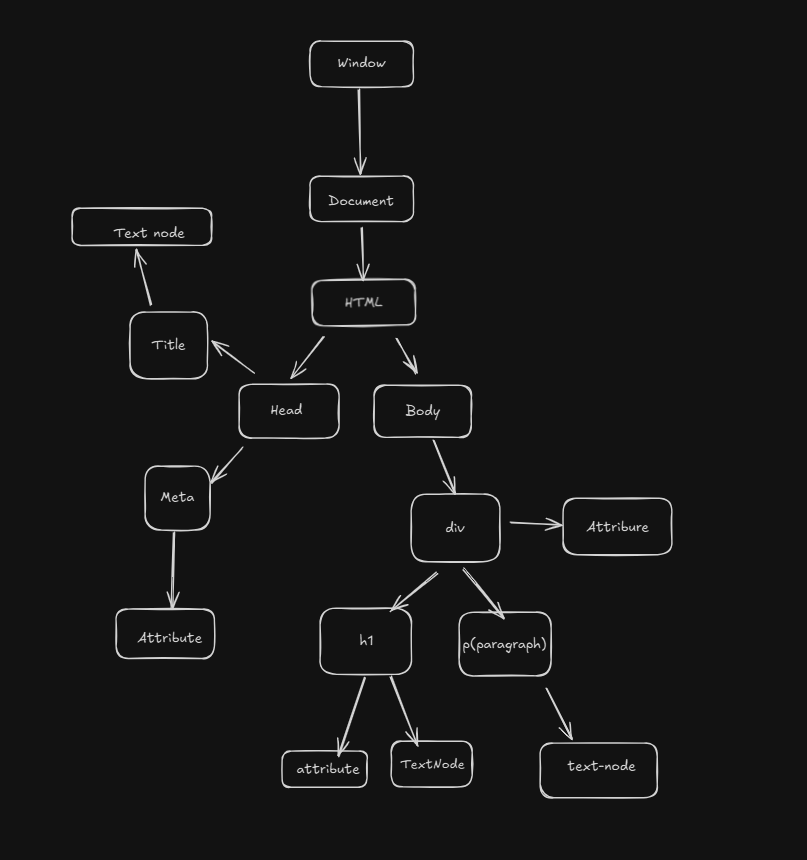 Window
Document
Text node
HTML
Title
Head
Body
Meta
div
Attribure
Attribute
h1
p(paragraph)
attribute
TextNode
text-node